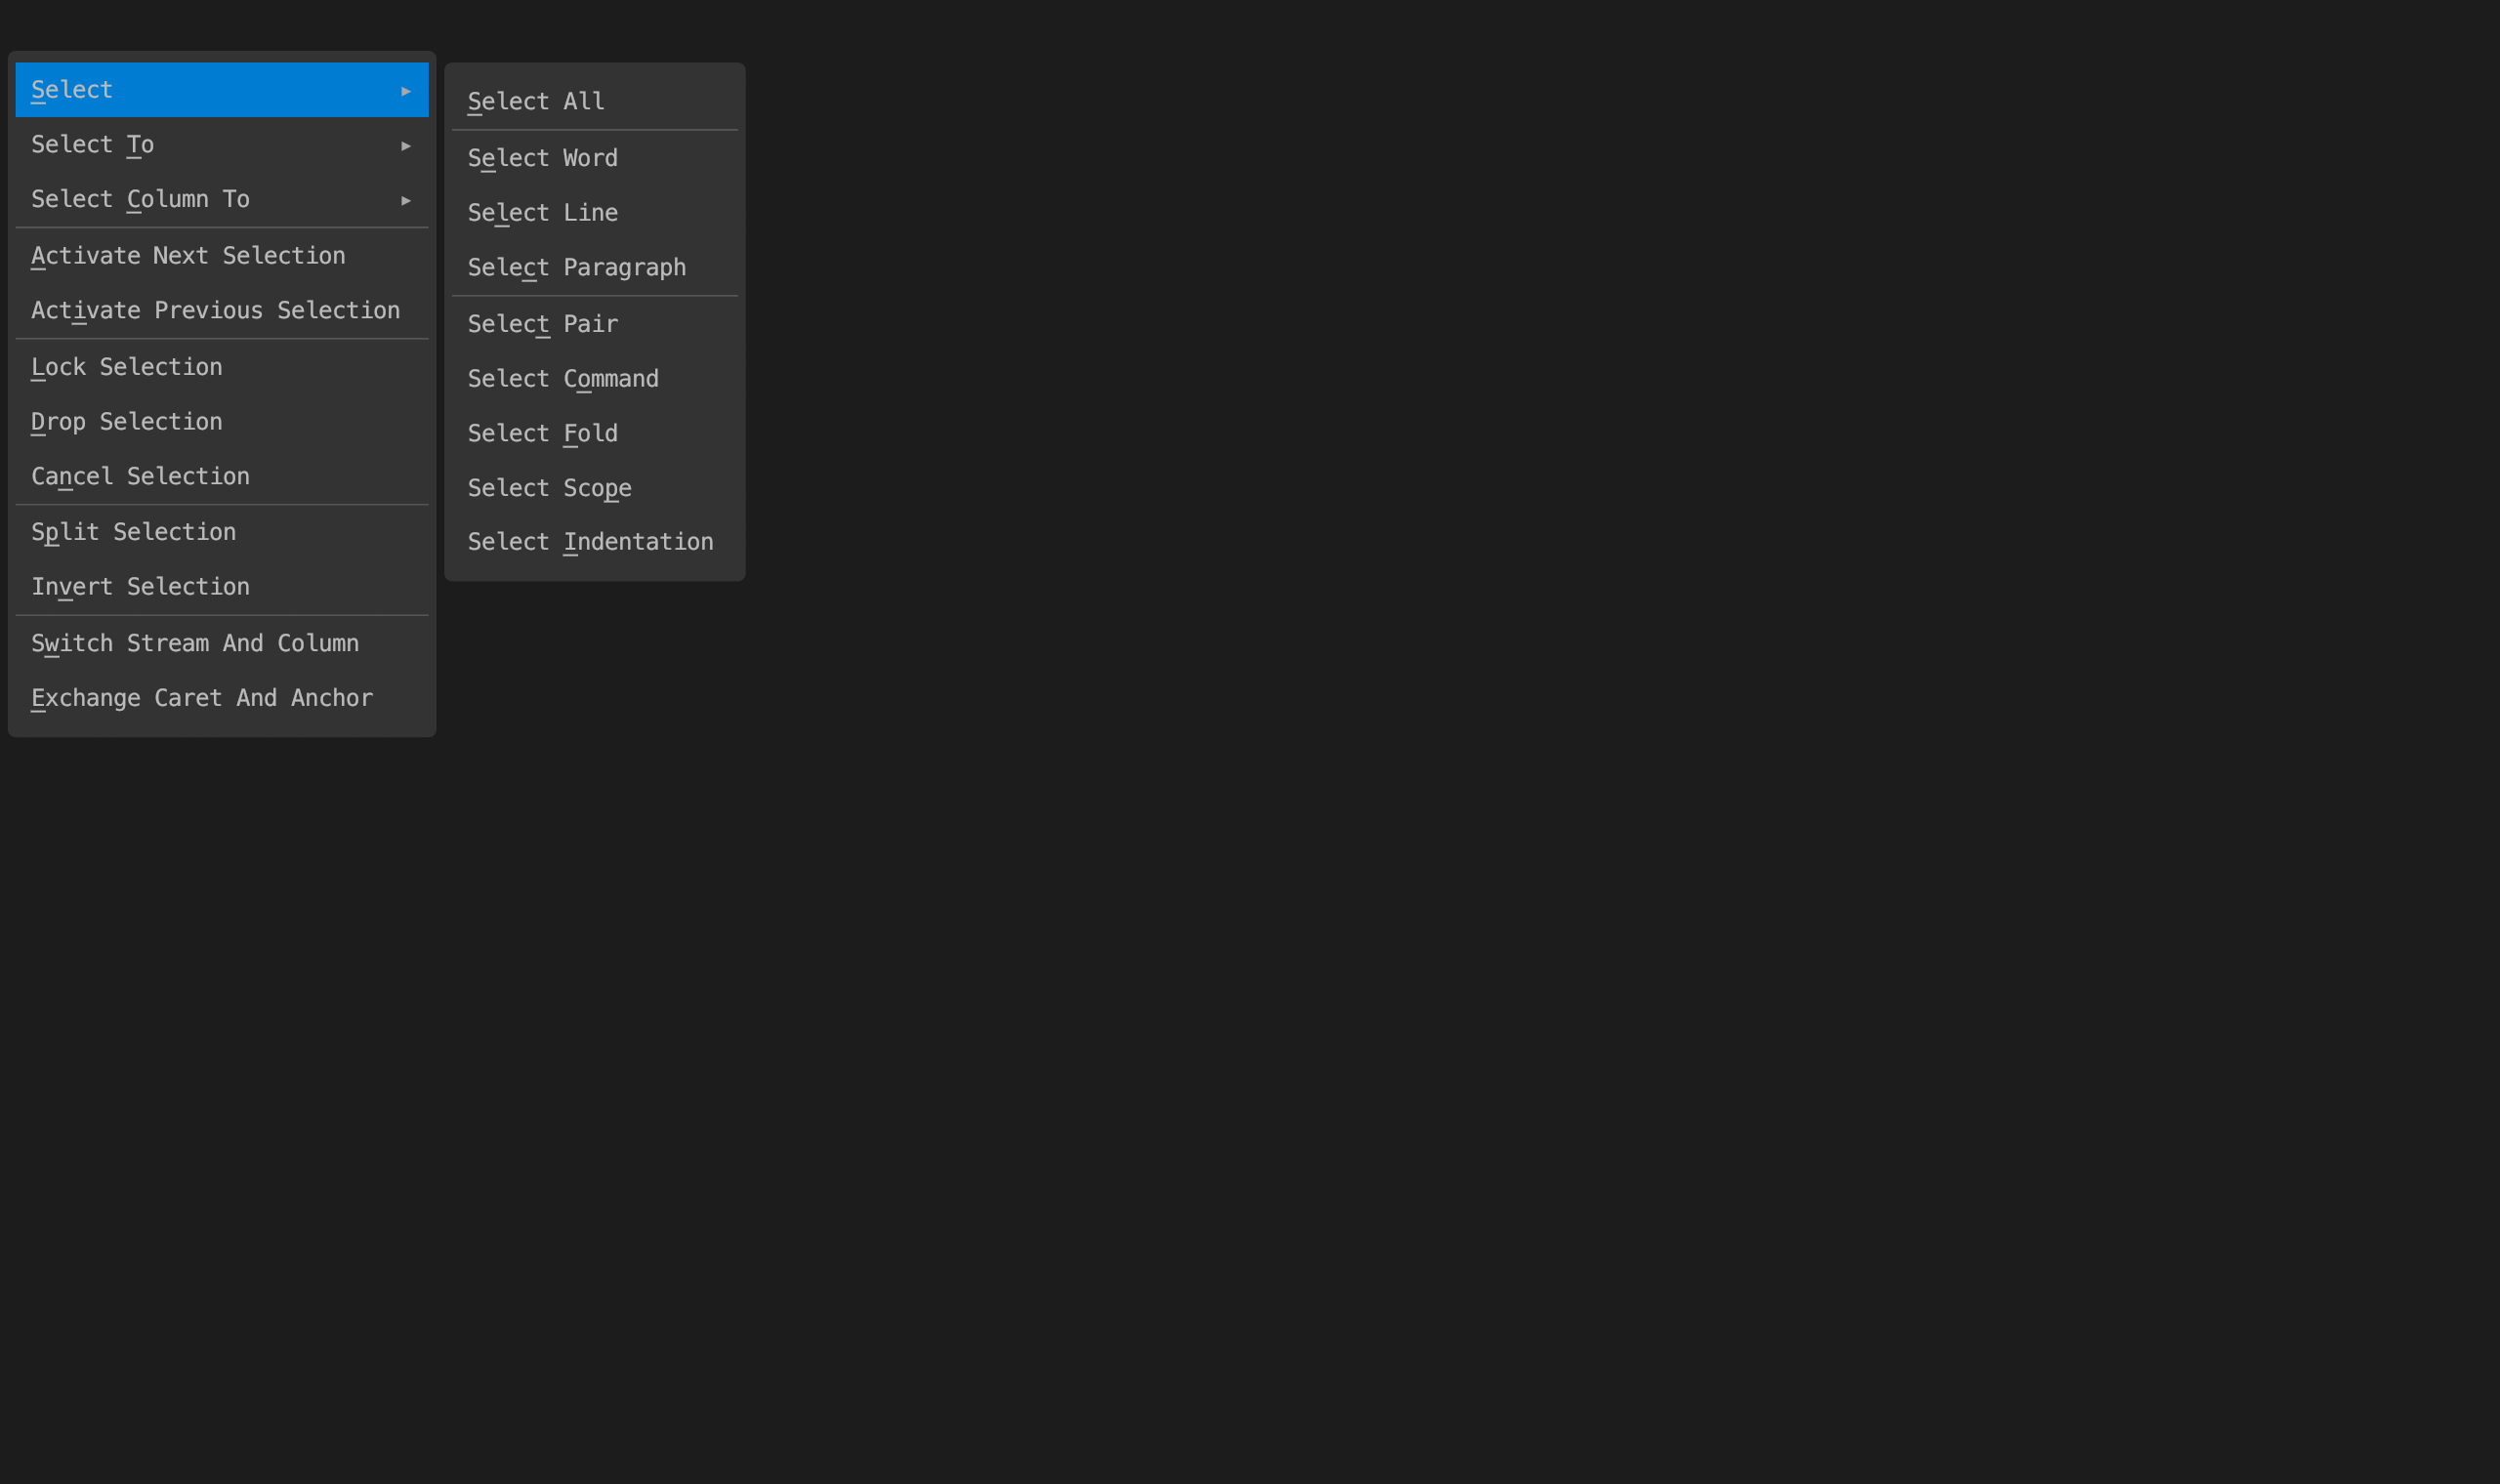 Select ▶
Select To ▶
Select Column To ▶
Activate Next Selection
Activate Previous Selection
Lock Selection
Drop Selection
Cancel Selection
Split Selection
Invert Selection
Switch Stream And Column
Exchange Caret And Anchor
Select All
Select Word
Select Line
Select Paragraph
Select Pair
Select Command
Select Fold
Select Scope
Select Indentation